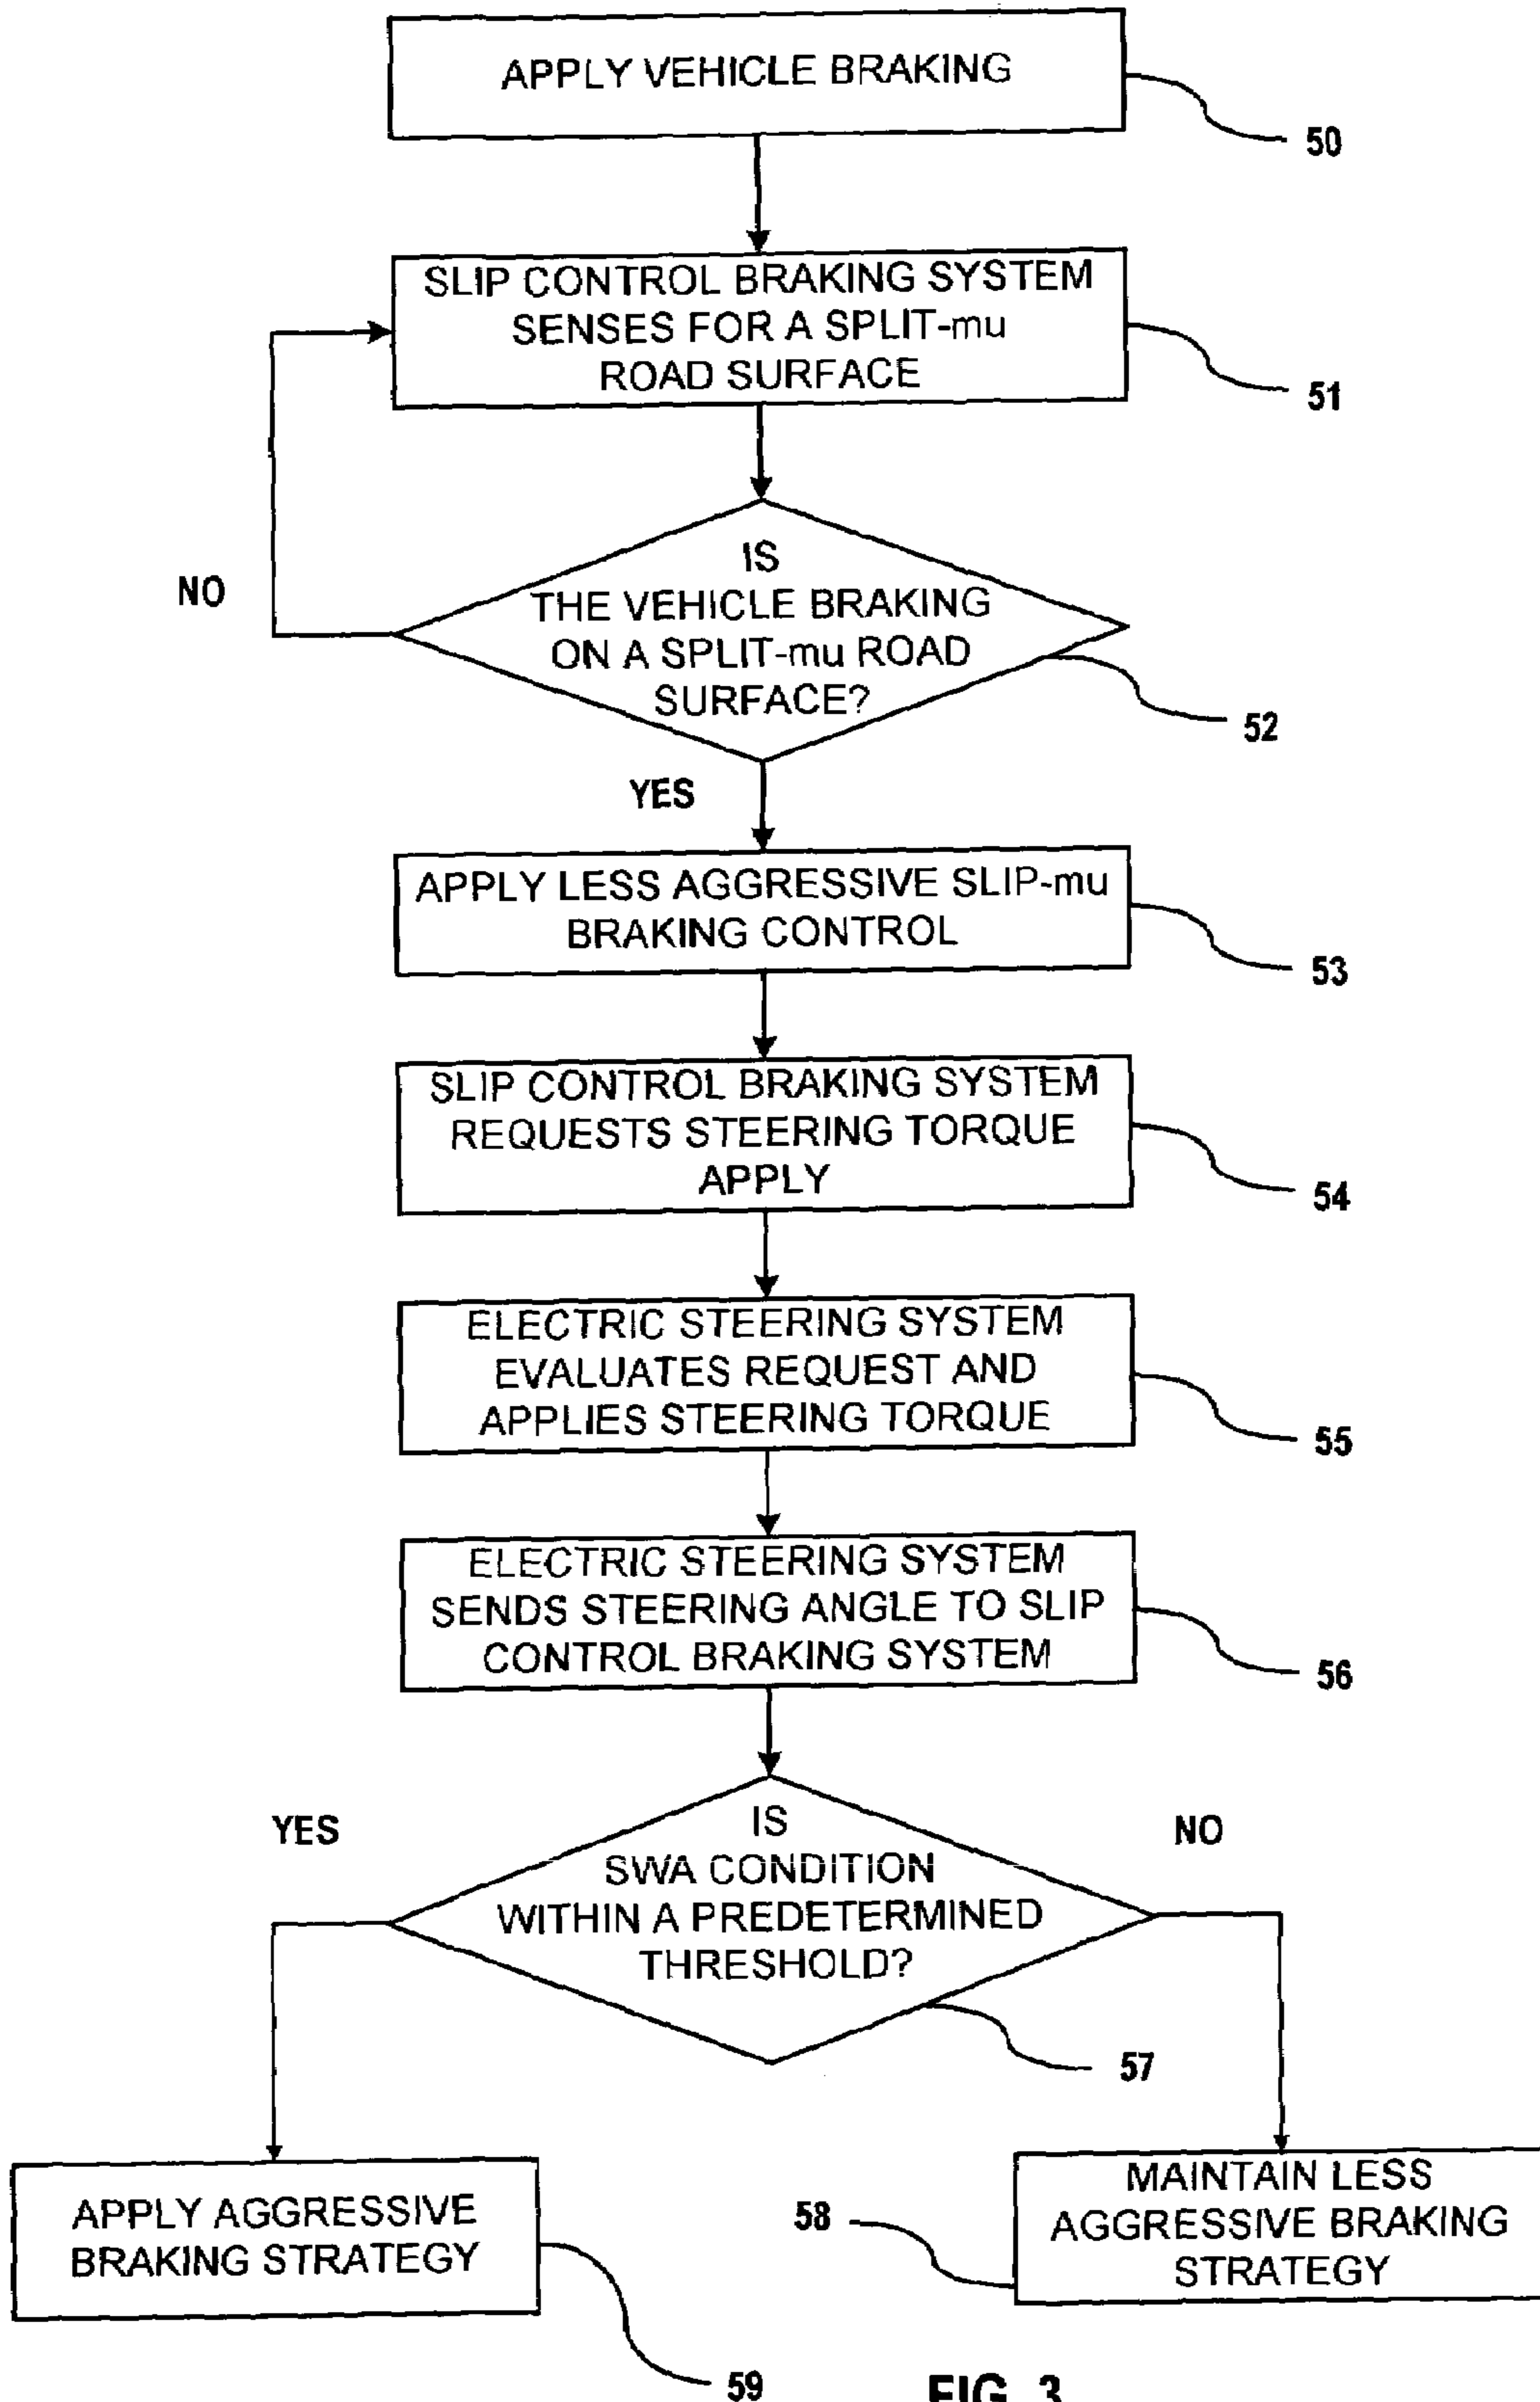 APPLY VEHICLE BRAKING
50
SLIP CONTROL BRAKING SYSTEM
SENSES FOR A SPLIT-mu
ROAD SURFACE
51
IS
THE VEHICLE BRAKING
ON A SPLIT-mu ROAD
SURFACE?
NO
52
YES
APPLY LESS AGGRESSIVE SLIP-mu
BRAKING CONTROL
53
SLIP CONTROL BRAKING SYSTEM
REQUESTS STEERING TORQUE
APPLY
54
ELECTRIC STEERING SYSTEM
EVALUATES REQUEST AND
APPLIES STEERING TORQUE
55
ELECTRIC STEERING SYSTEM
SENDS STEERING ANGLE TO SLIP
CONTROL BRAKING SYSTEM
56
IS
SWA CONDITION
WITHIN A PREDETERMINED
THRESHOLD?
YES
NO
57
APPLY AGGRESSIVE
BRAKING STRATEGY
59
MAINTAIN LESS
AGGRESSIVE BRAKING
STRATEGY
58
FIG. 3